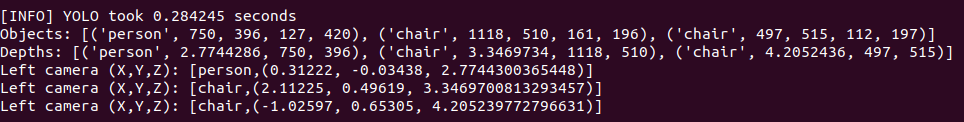 [INFO] YOLO took 0.284245 seconds
Objects: [('person', 750, 396, 127, 420), ('chair', 1118, 510, 161, 196), ('chair', 497, 515, 112, 197)]
Depths: [('person', 2.7744286, 750, 396), ('chair', 3.3469734, 1118, 510), ('chair', 4.2052436, 497, 515)]
Left camera (X,Y,Z): [person,(0.31222, -0.03438, 2.7744300365448)]
Left camera (X,Y,Z): [chair,(2.11225, 0.49619, 3.3469700813293457)]
Left camera (X,Y,Z): [chair,(-1.02597, 0.65305, 4.205239772796631)]